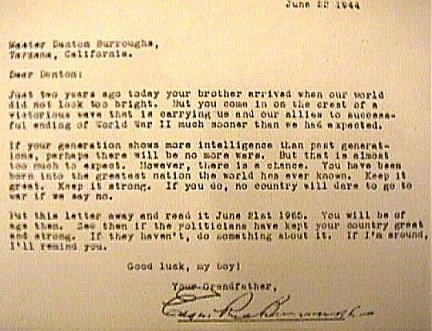 June 22 1944
Master Danton Burroughs,
Tarzana, California.
Dear Danton:
Just two years ago today your brother arrived when our world
did not look too bright. But you come in on the crest of a
victorious wave that is carrying us and our allies to success-
ful ending of World War II much sooner than we had expected.
If your generation shows more intelligence than past generat-
ions, perhaps there will be no more wars. But that is almost
too much to expect. However, there is a chance. You have been
born into the greatest nation the world has ever known. Keep it
great. Keep it strong. If you do, no country will dare to go to
war if we say no.
Put this letter away and read it June 21st 1965. You will be of
age then. See then if the politicians have kept your country great
and strong. If they haven't, do something about it. If I'm around,
I'll remind you.
Good luck, my boy!
Your Grandfather,
Edgar Rice Burroughs